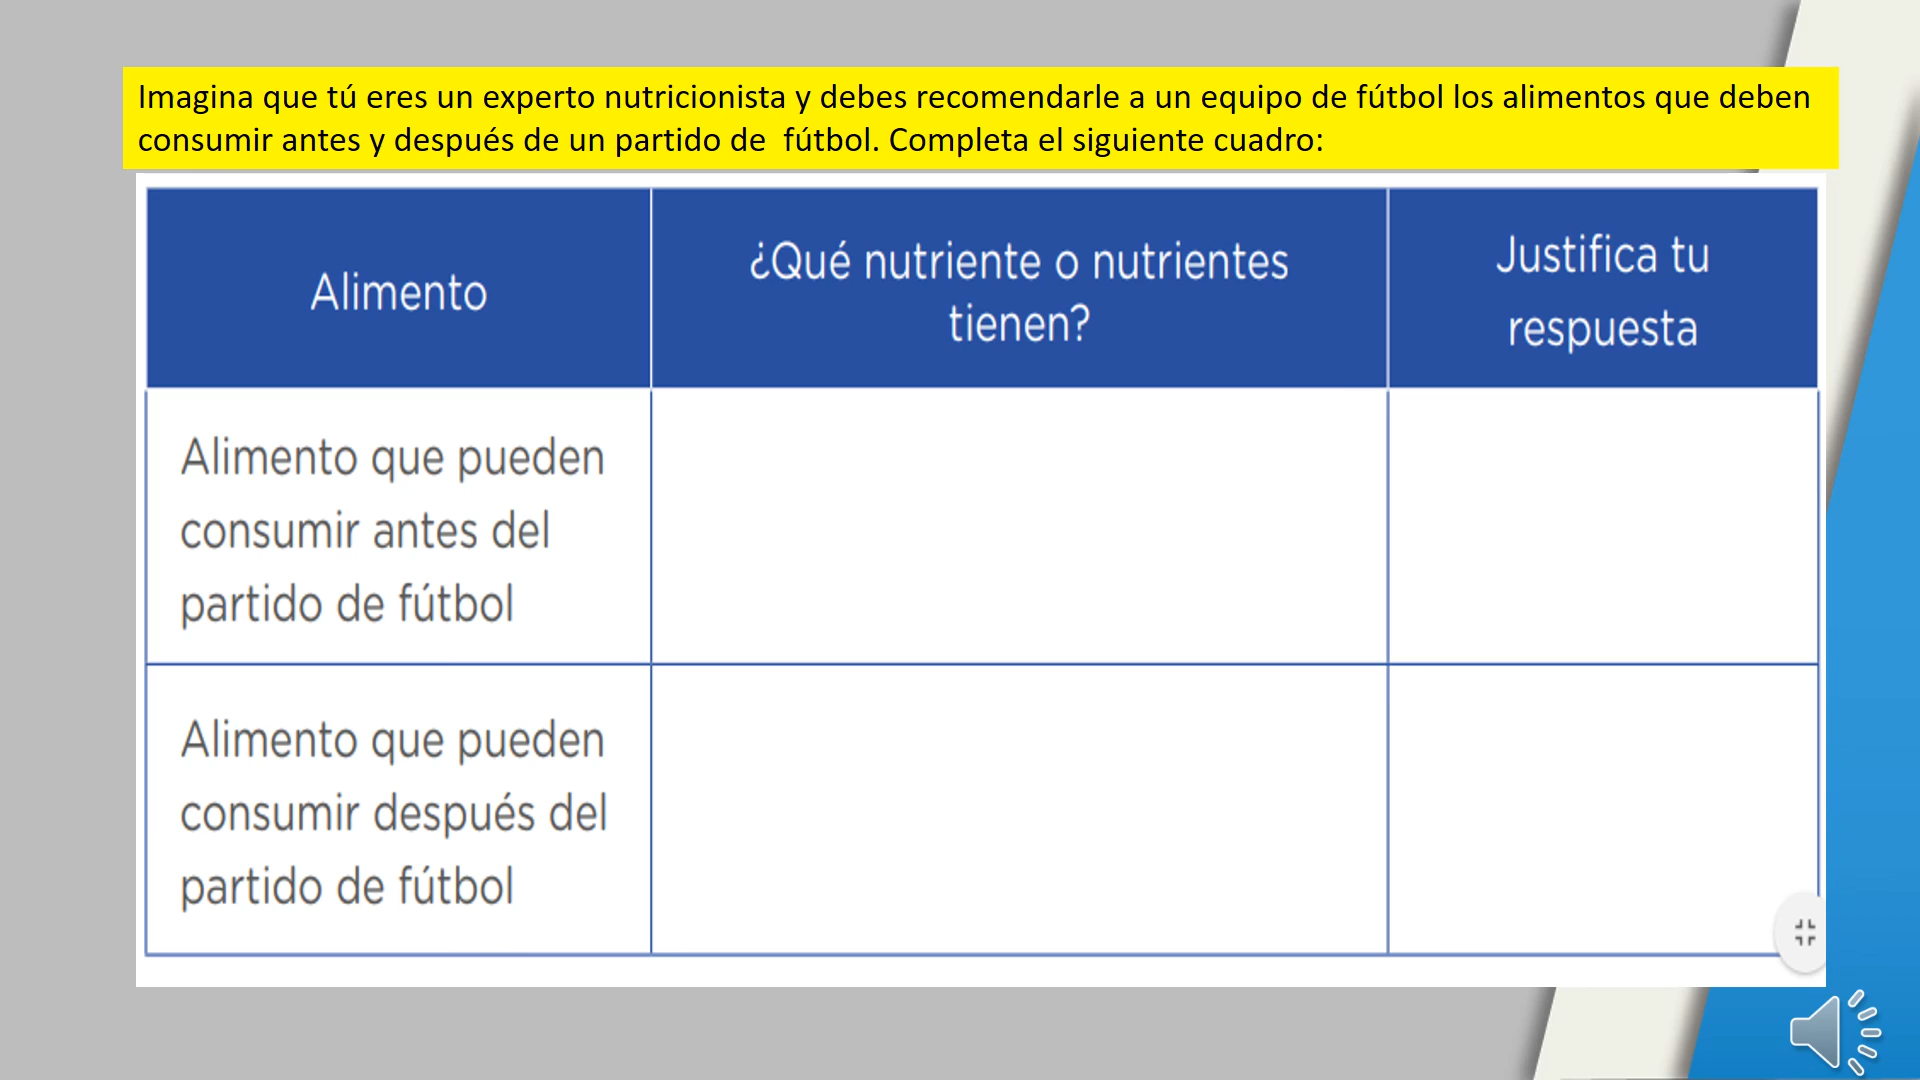 Imagina que tú eres un experto nutricionista y debes recomendarle a un equipo de fútbol los alimentos que deben
consumir antes y después de un partido de  fútbol. Completa el siguiente cuadro:
Alimento
¿Qué nutriente o nutrientes
tienen?
Justifica tu
respuesta
Alimento que pueden
consumir antes del
partido de fútbol
Alimento que pueden
consumir después del
partido de fútbol